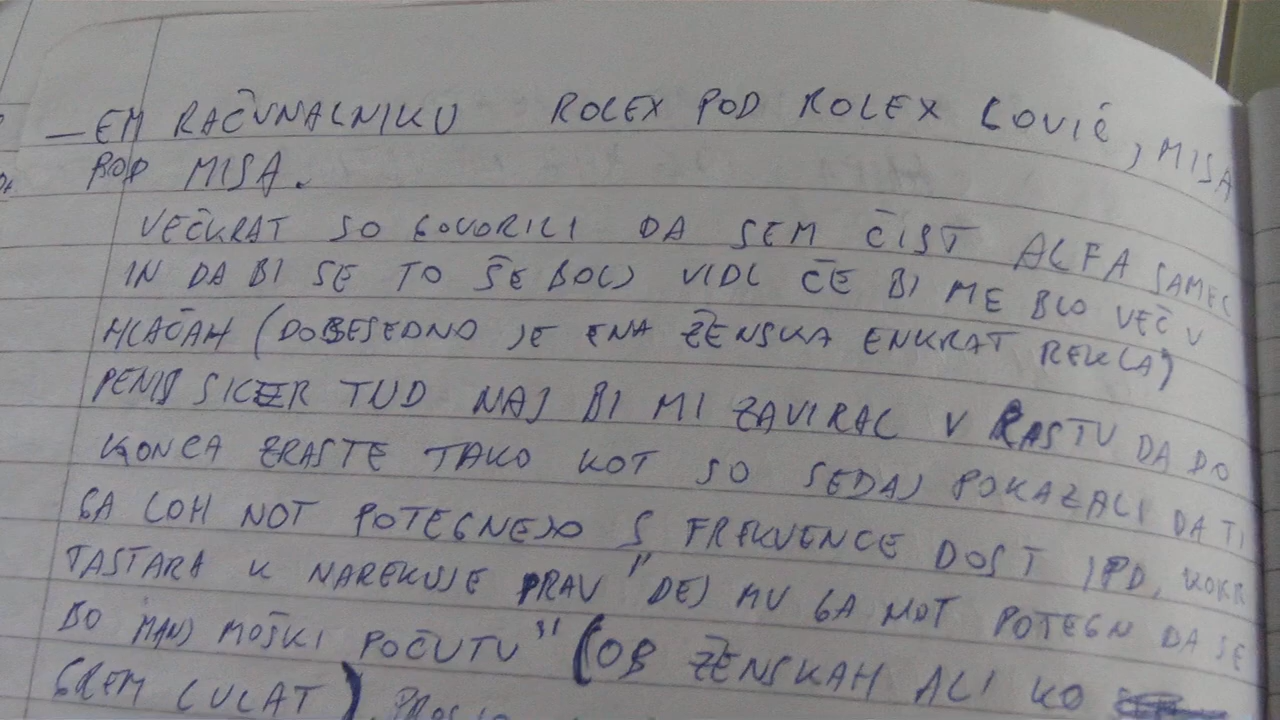 —EM RAČUNALNIKU ROLEX POD ROLEX LOVIČ, MISA
POD MISA.
VEČKRAT SO GOVORILI DA SEM ČIST ALFA SAMEC
IN DA BI SE TO ŠE BOLJ VIDL ČE BI ME BLO VEČ V
HLAČAH (DOBESEDNO JE ENA ŽENSKA ENKRAT REKLA)
PENIS SICER TUD NAJ BI MI ZAVIRAL V RASTU DA DO
KONCA ZRASTE TAKO KOT SO SEDAJ POKAZALI DA TI
GA LOH NOT POTEGNEJO S FREKVENCE DOST IPD, KOKR
TASTARA K NAREKUJE PRAV "DEJ MU GA NOT POTEGN DA SE
BO MANJ MOŠKI POČUTU" (OB ŽENSKAH ALI KO
GREM LULAT).